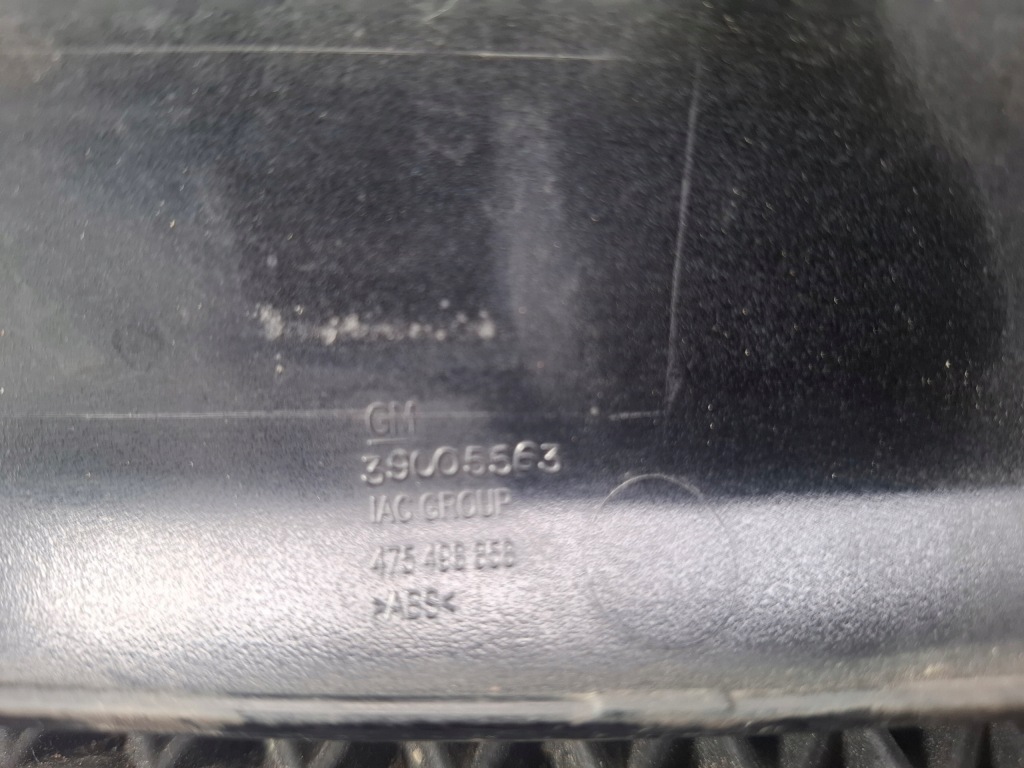 GM
39005563
IAC GROUP
475 488 858
>ABS<